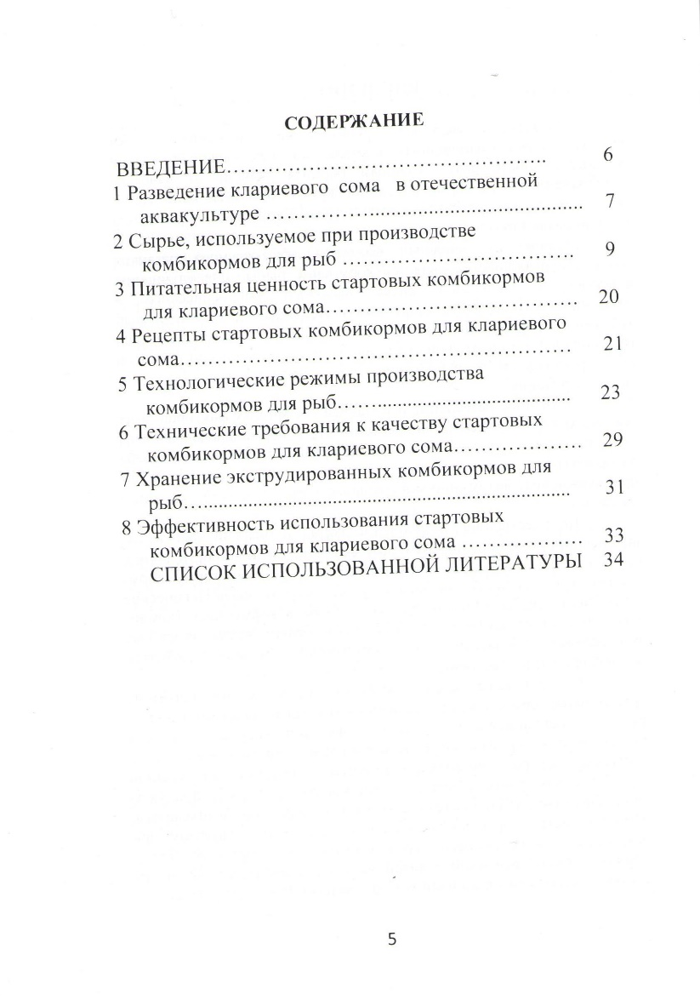 СОДЕРЖАНИЕ
ВВЕДЕНИЕ……………………………………….. 6
1 Разведение клариевого сома в отечественной
аквакультуре ………………..................................... 7
2 Сырье, используемое при производстве
комбикормов для рыб …………………………… 9
3 Питательная ценность стартовых комбикормов
для клариевого сома……………………………… 20
4 Рецепты стартовых комбикормов для клариевого
сома………………………………………………… 21
5 Технологические режимы производства
комбикормов для рыб……...................................... 23
6 Технические требования к качеству стартовых
комбикормов для клариевого сома……………… 29
7 Хранение экструдированных комбикормов для
рыб…........................................................................ 31
8 Эффективность использования стартовых
комбикормов для клариевого сома ……………… 33
СПИСОК ИСПОЛЬЗОВАННОЙ ЛИТЕРАТУРЫ 34
5